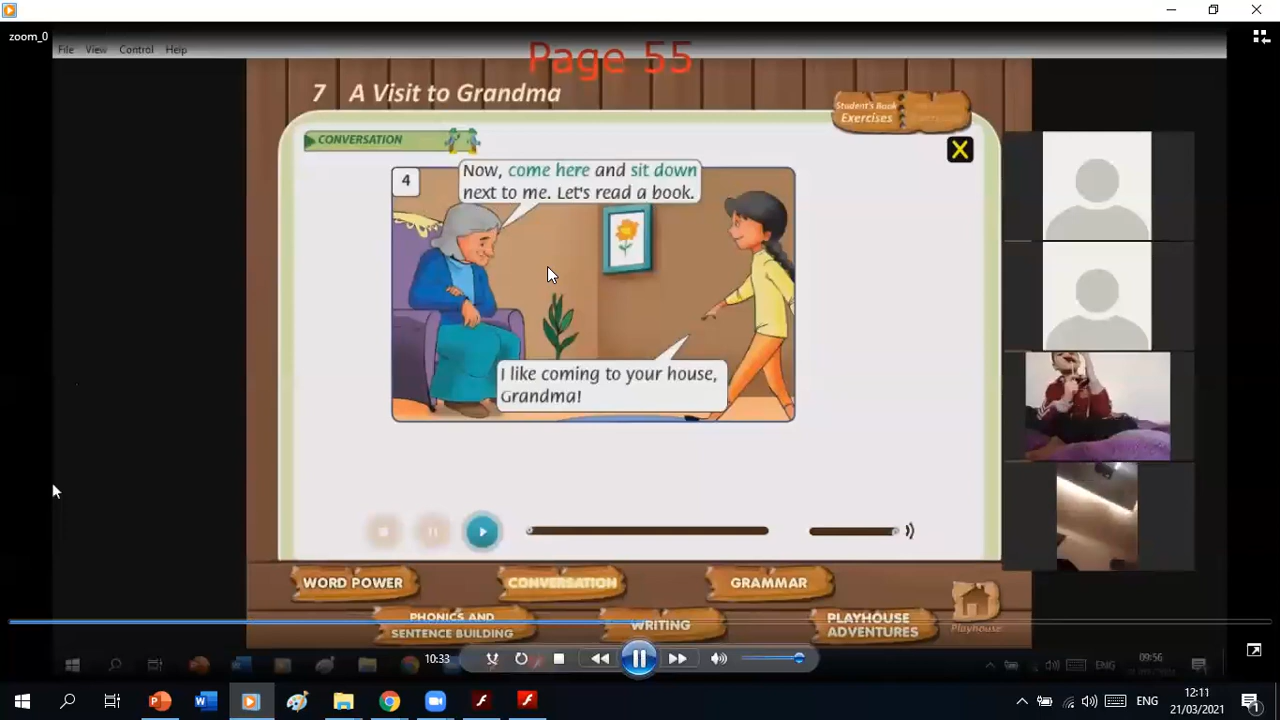 zoom_0
File View Control Help
Page 55
7 A Visit to Grandma
Student's Book
Exercises
CONVERSATION
X
4
Now, come here and sit down
next to me. Let's read a book.
I like coming to your house,
Grandma!
WORD POWER
CONVERSATION
GRAMMAR
PHONICS AND
SENTENCE BUILDING
WRITING
PLAYHOUSE
ADVENTURES
Playhouse
10:33
ENG
09:56
ENG
12:11
21/03/2021